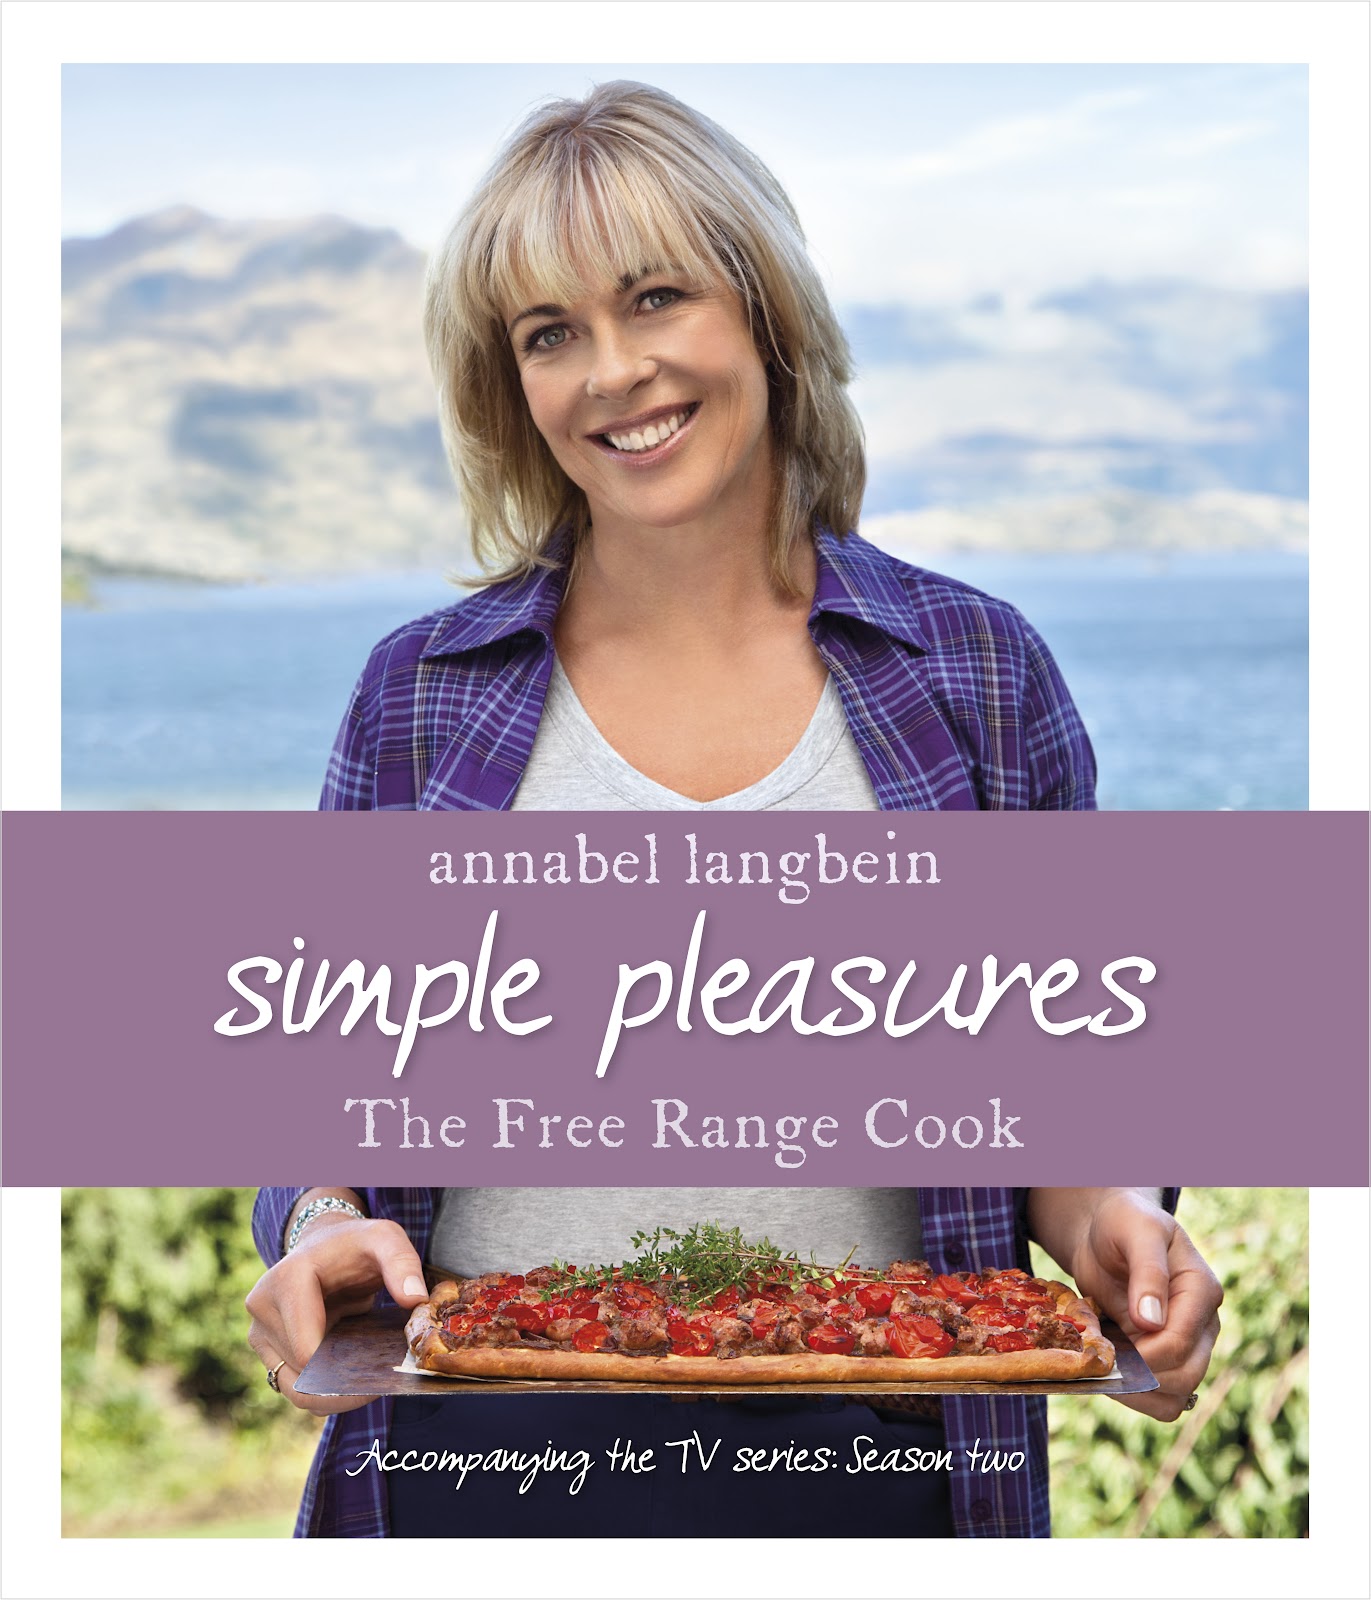 annabel langbein
simple pleasures
The Free Range Cook
Accompanying the TV series: Season two